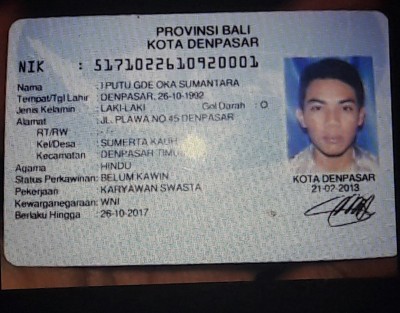 PROVINSI BALI
KOTA DENPASAR
NIK : 5171022610920001
Nama : I PUTU GDE OKA SUMANTARA
Tempat/Tgl Lahir : DENPASAR, 26-10-1992
Jenis Kelamin : LAKI-LAKI Gol Darah : O
Alamat : JL. PLAWA NO 45 DENPASAR
RT/RW : -/-
Kel/Desa : SUMERTA KAUH
Kecamatan : DENPASAR TIMUR
Agama : HINDU
Status Perkawinan: BELUM KAWIN
Pekerjaan : KARYAWAN SWASTA
Kewarganegaraan: WNI
Berlaku Hingga : 26-10-2017
KOTA DENPASAR
21-02-2013